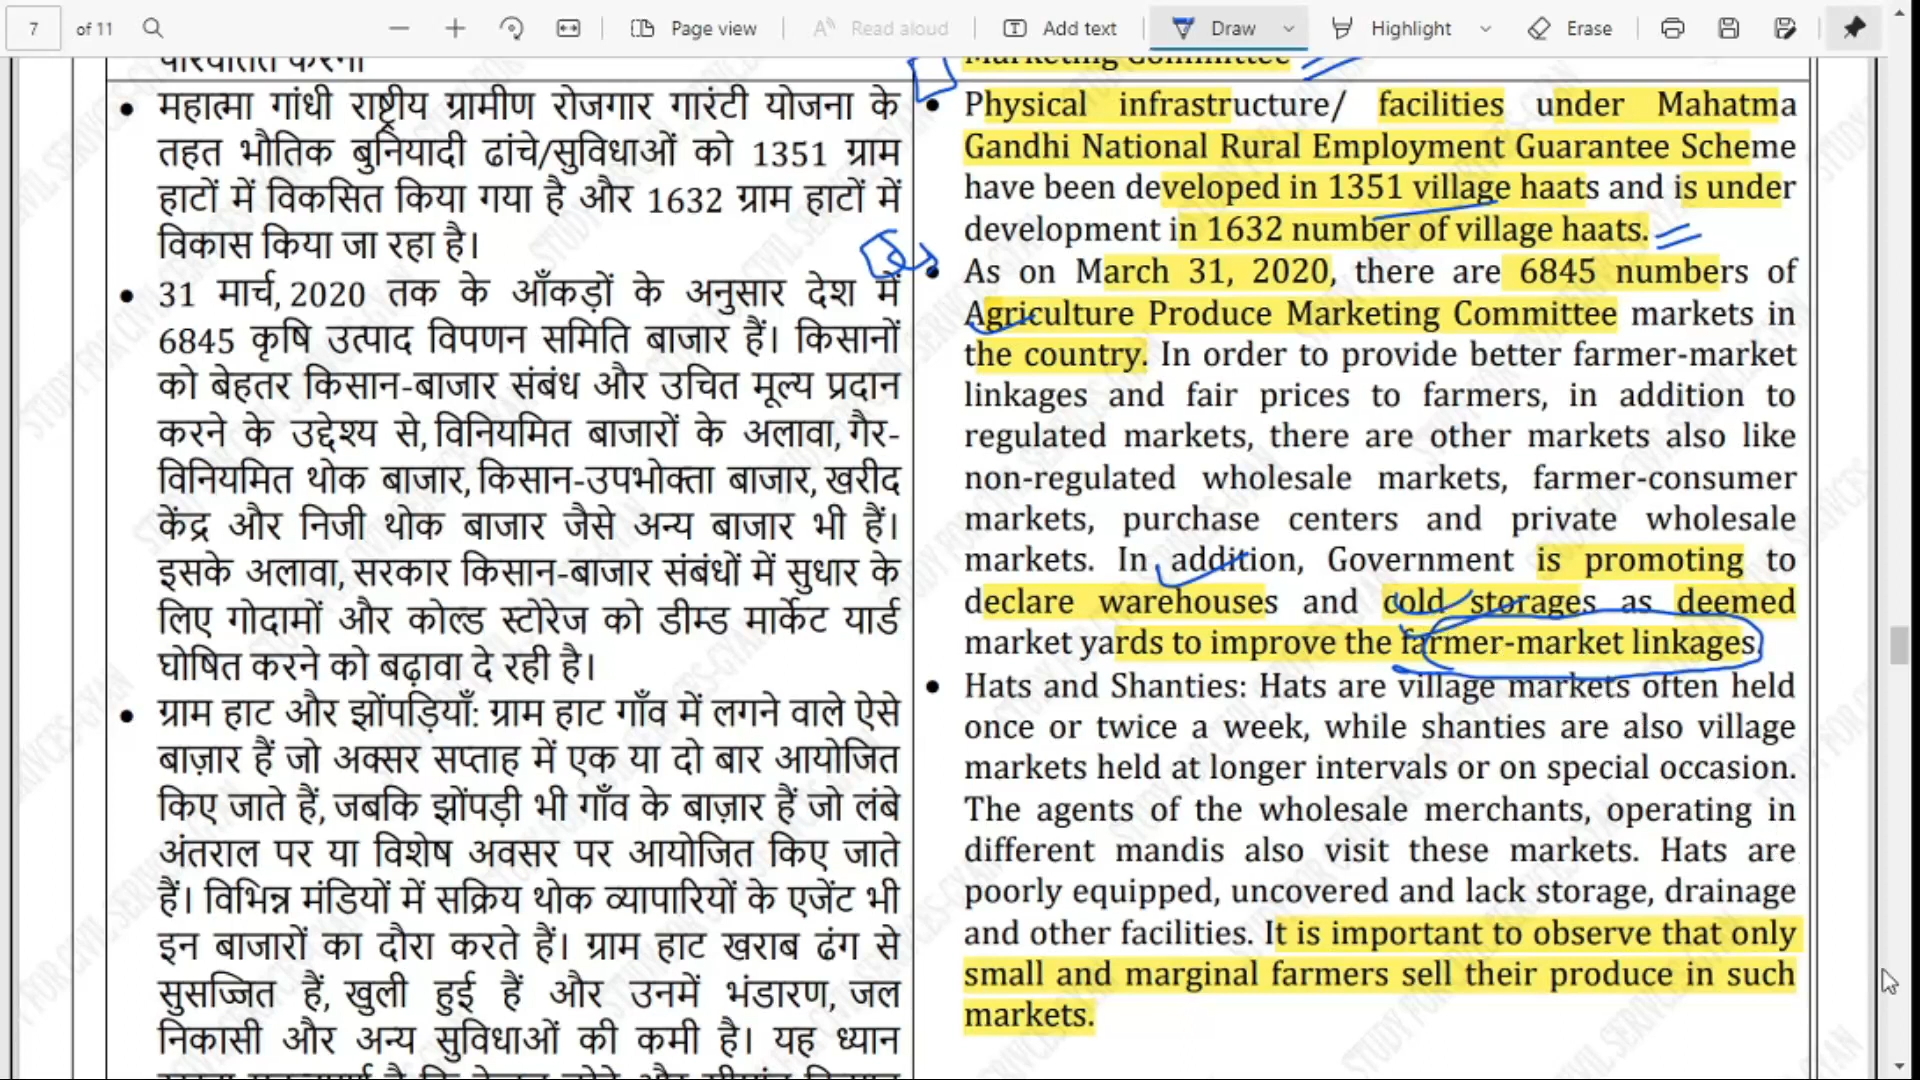 7 of 11 Page view Read aloud Add text Draw Highlight Erase
परिवर्तित करना
• महात्मा गांधी राष्ट्रीय ग्रामीण रोजगार गारंटी योजना के
तहत भौतिक बुनियादी ढांचे/सुविधाओं को 1351 ग्राम
हाटों में विकसित किया गया है और 1632 ग्राम हाटों में
विकास किया जा रहा है।
• 31 मार्च, 2020 तक के आँकड़ों के अनुसार देश में
6845 कृषि उत्पाद विपणन समिति बाजार हैं। किसानों
को बेहतर किसान-बाजार संबंध और उचित मूल्य प्रदान
करने के उद्देश्य से, विनियमित बाजारों के अलावा, गैर-
विनियमित थोक बाजार, किसान-उपभोक्ता बाजार, खरीद
केंद्र और निजी थोक बाजार जैसे अन्य बाजार भी हैं।
इसके अलावा, सरकार किसान-बाजार संबंधों में सुधार के
लिए गोदामों और कोल्ड स्टोरेज को डीम्ड मार्केट यार्ड
घोषित करने को बढ़ावा दे रही है।
• ग्राम हाट और झोंपड़ियाँ: ग्राम हाट गाँव में लगने वाले ऐसे
बाज़ार हैं जो अक्सर सप्ताह में एक या दो बार आयोजित
किए जाते हैं, जबकि झोंपड़ी भी गाँव के बाज़ार हैं जो लंबे
अंतराल पर या विशेष अवसर पर आयोजित किए जाते
हैं। विभिन्न मंडियों में सक्रिय थोक व्यापारियों के एजेंट भी
इन बाजारों का दौरा करते हैं। ग्राम हाट खराब ढंग से
सुसज्जित हैं, खुली हुई हैं और उनमें भंडारण, जल
निकासी और अन्य सुविधाओं की कमी है। यह ध्यान
Marketing Committee
• Physical infrastructure/ facilities under Mahatma
Gandhi National Rural Employment Guarantee Scheme
have been developed in 1351 village haats and is under
development in 1632 number of village haats.
• As on March 31, 2020, there are 6845 numbers of
Agriculture Produce Marketing Committee markets in
the country. In order to provide better farmer-market
linkages and fair prices to farmers, in addition to
regulated markets, there are other markets also like
non-regulated wholesale markets, farmer-consumer
markets, purchase centers and private wholesale
markets. In addition, Government is promoting to
declare warehouses and cold storages as deemed
market yards to improve the farmer-market linkages.
• Hats and Shanties: Hats are village markets often held
once or twice a week, while shanties are also village
markets held at longer intervals or on special occasion.
The agents of the wholesale merchants, operating in
different mandis also visit these markets. Hats are
poorly equipped, uncovered and lack storage, drainage
and other facilities. It is important to observe that only
small and marginal farmers sell their produce in such
markets.